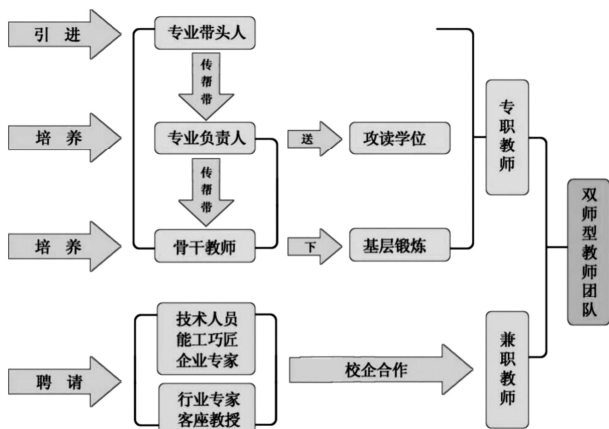 引 进
专业带头人
传
帮
带
培 养
专业负责人
送
攻读学位
传
帮
带
培 养
骨干教师
下
基层锻炼
专
职
教
师
双
师
型
教
师
团
队
技术人员
能工巧匠
企业专家
聘 请
行业专家
客座教授
校企合作
兼
职
教
师